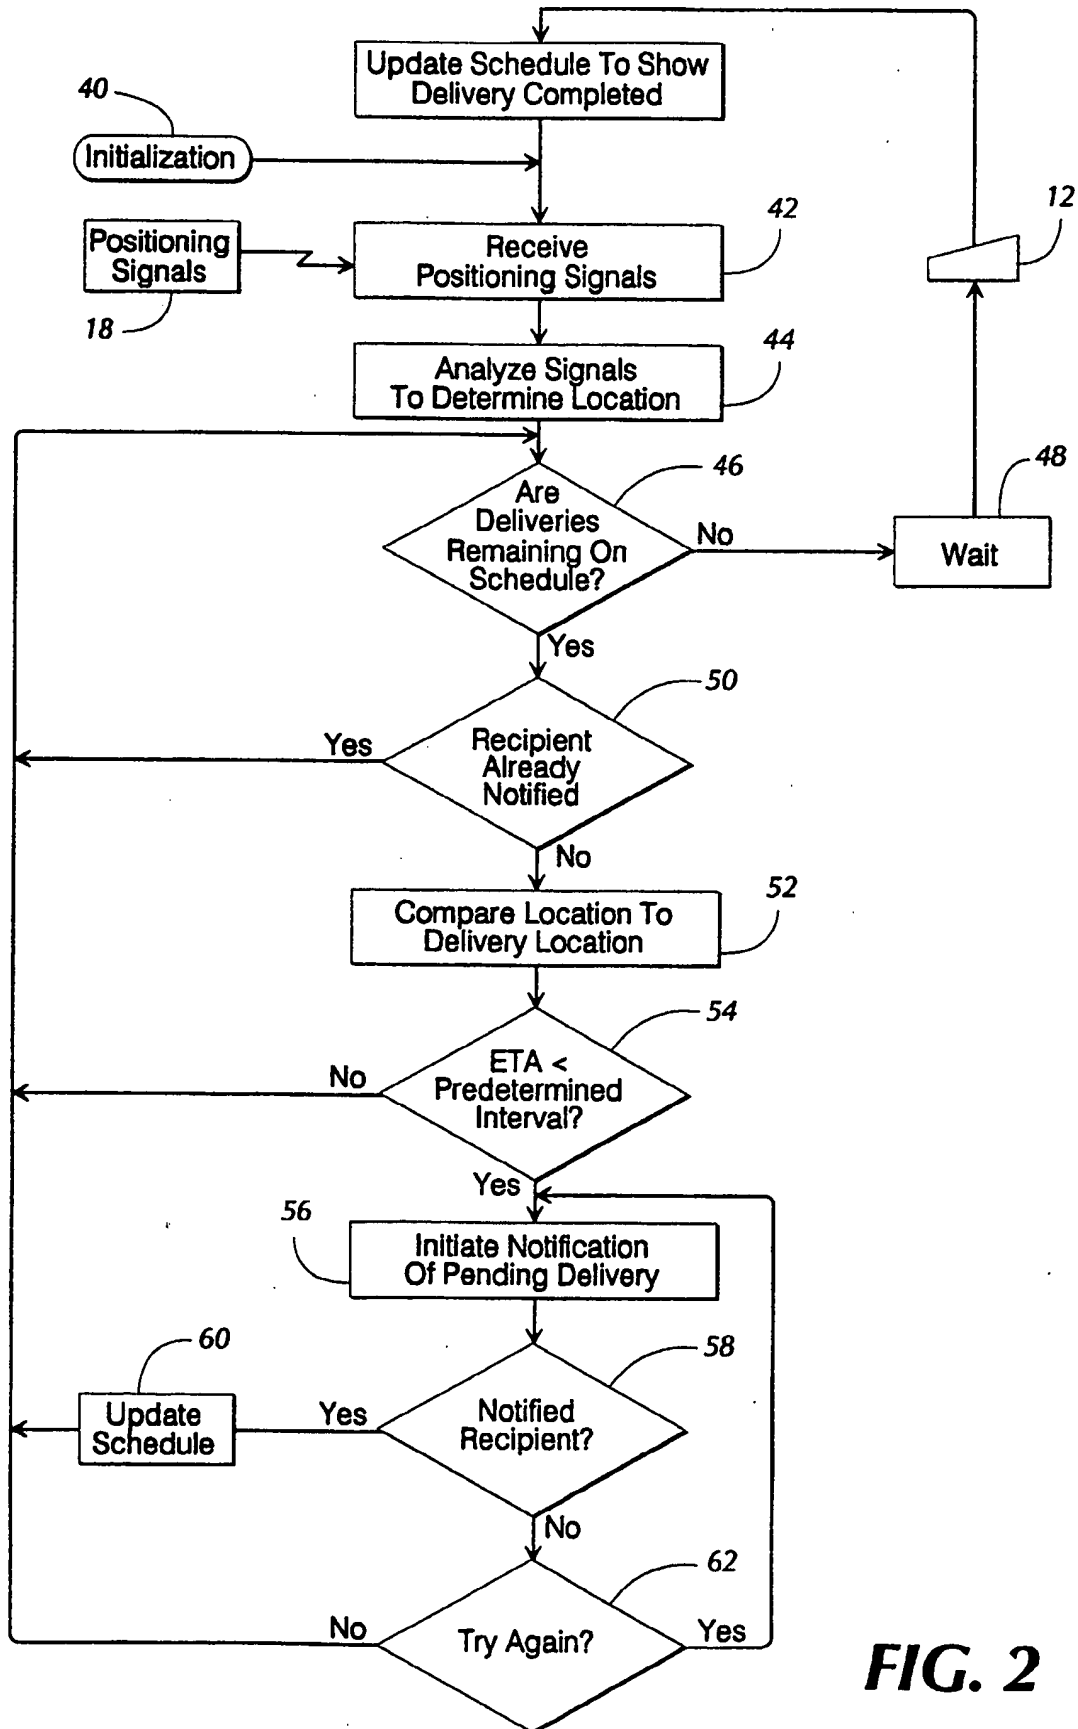 Update Schedule To Show
Delivery Completed
40
Initialization
Positioning
Signals
18
Receive
Positioning Signals
42
12
Analyze Signals
To Determine Location
44
Are
Deliveries
Remaining On
Schedule?
46
No
48
Wait
Yes
50
Recipient
Already
Notified
Yes
No
Compare Location To
Delivery Location
52
54
ETA <
Predetermined
Interval?
No
Yes
56
Initiate Notification
Of Pending Delivery
58
Notified
Recipient?
Yes
60
Update
Schedule
No
62
Try Again?
No
Yes
FIG. 2